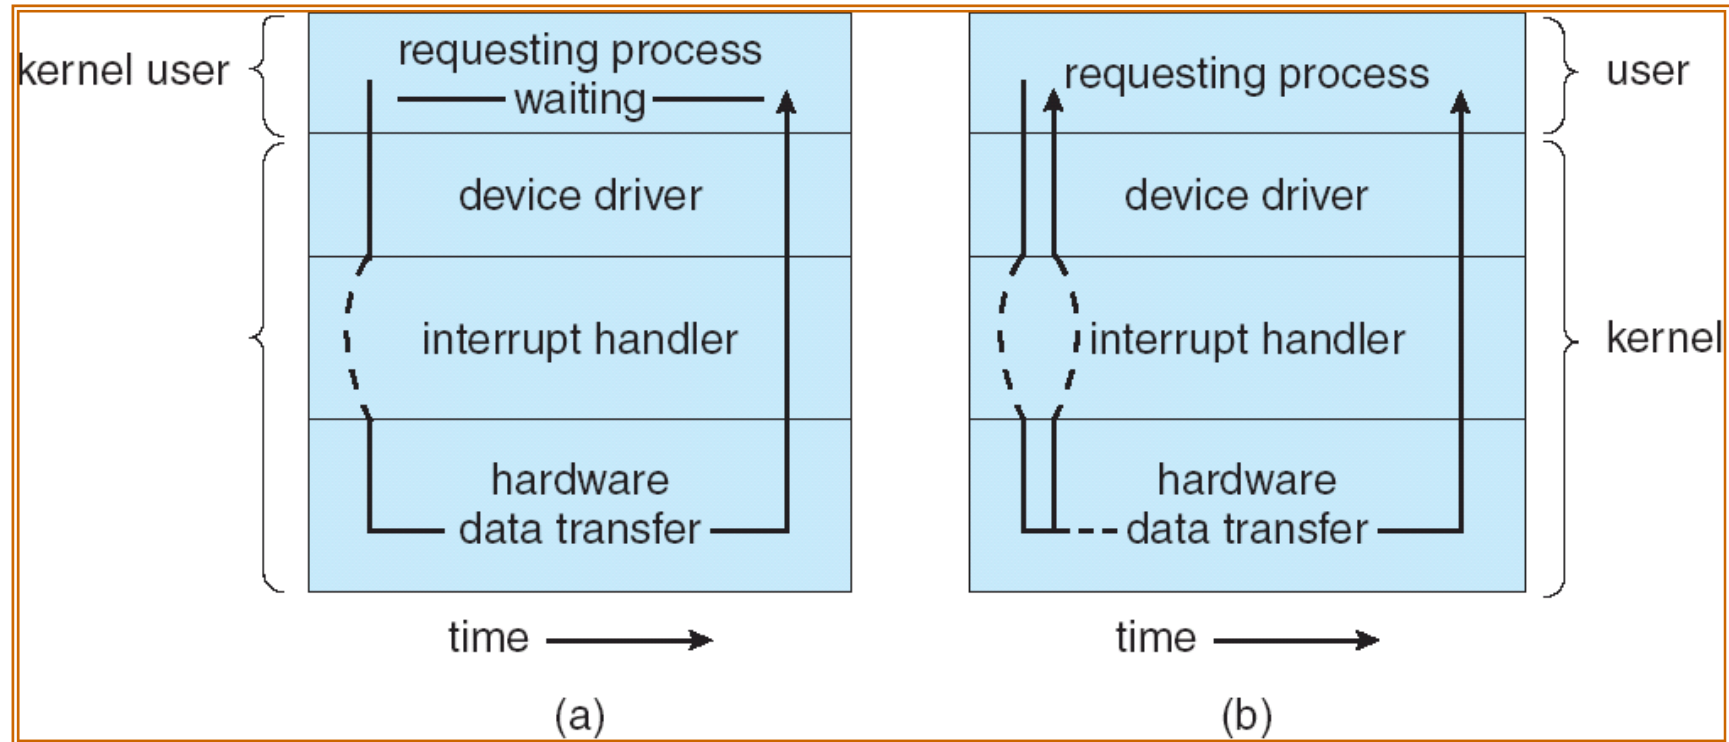 kernel user
requesting process
waiting
device driver
interrupt handler
hardware
data transfer
time
(a)
requesting process
user
device driver
interrupt handler
kernel
hardware
data transfer
time
(b)